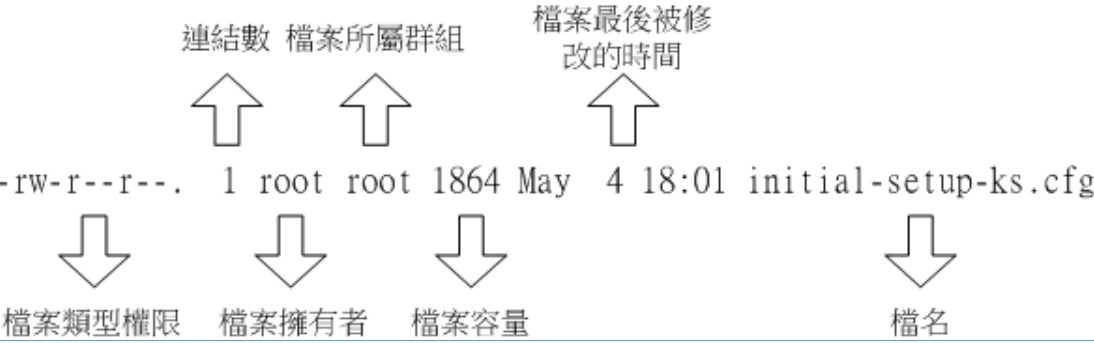 連結數 檔案所屬群組
檔案最後被修
改的時間
-rw-r--r--. 1 root root 1864 May 4 18:01 initial-setup-ks.cfg
檔案類型權限 檔案擁有者 檔案容量 檔名